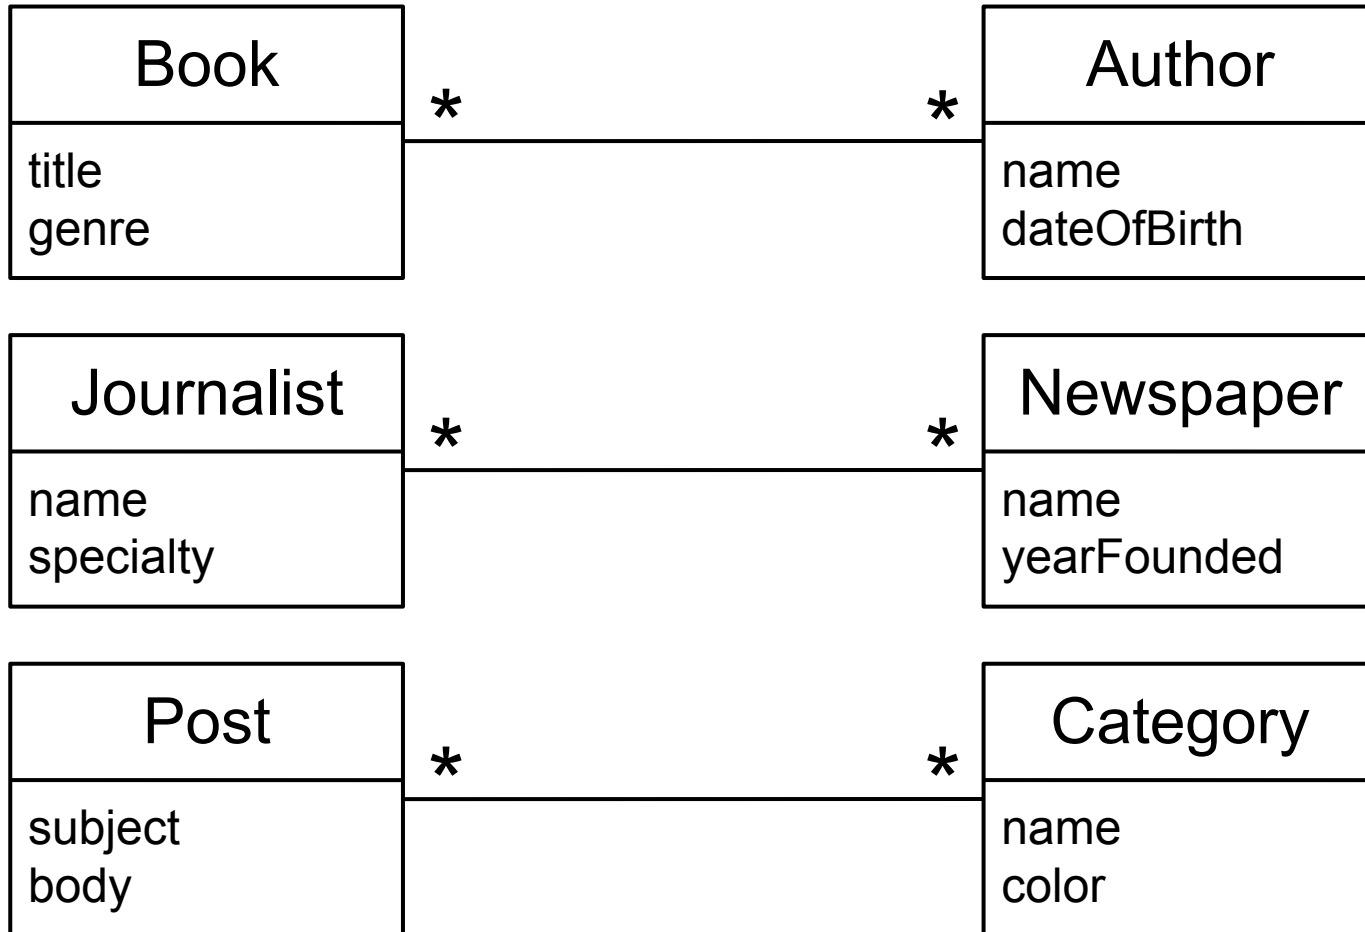 Book
* *
Author
title
genre
name
dateOfBirth
Journalist
* *
Newspaper
name
specialty
name
yearFounded
Post
* *
Category
subject
body
name
color